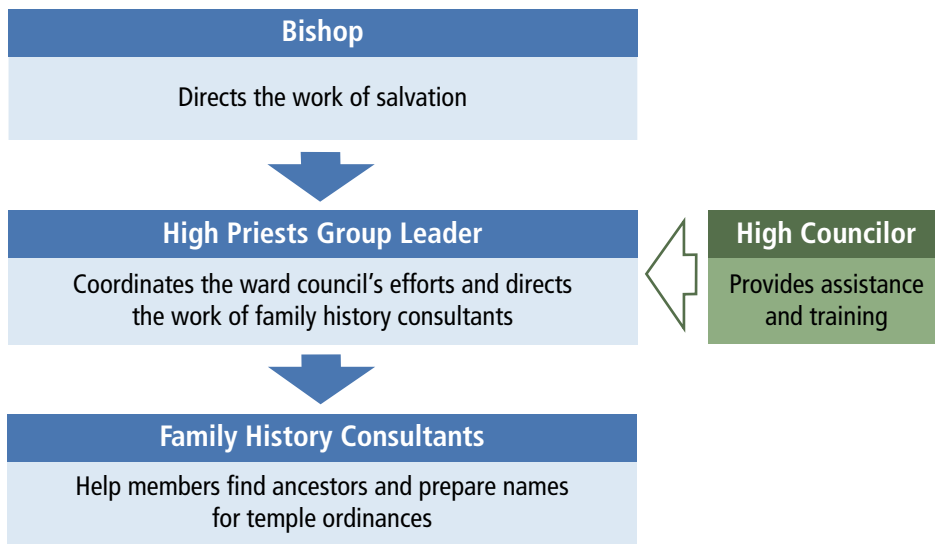 Bishop
Directs the work of salvation
High Priests Group Leader
Coordinates the ward council’s efforts and directs
the work of family history consultants
High Councilor
Provides assistance
and training
Family History Consultants
Help members find ancestors and prepare names
for temple ordinances